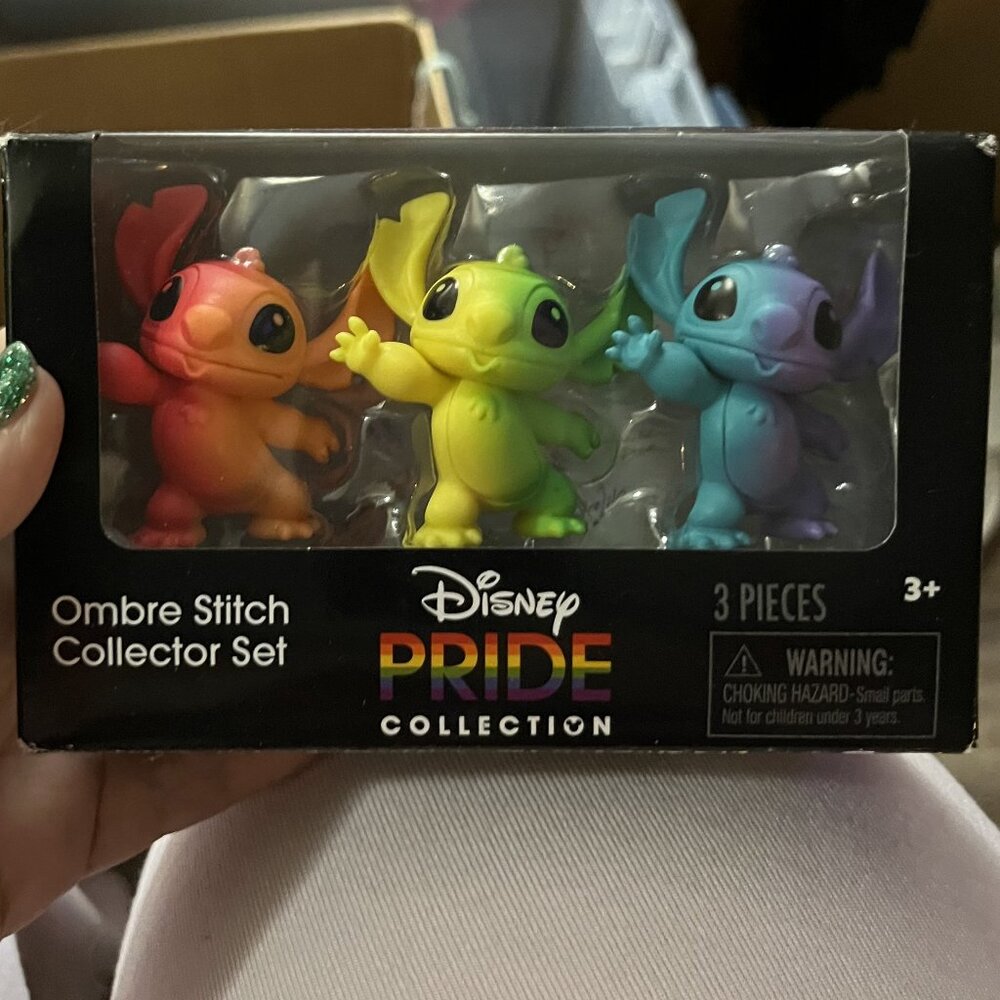 Ombre Stitch
Collector Set
Disney
PRIDE
COLLECTION
3 PIECES
3+
WARNING:
CHOKING HAZARD-Small parts.
Not for children under 3 years.